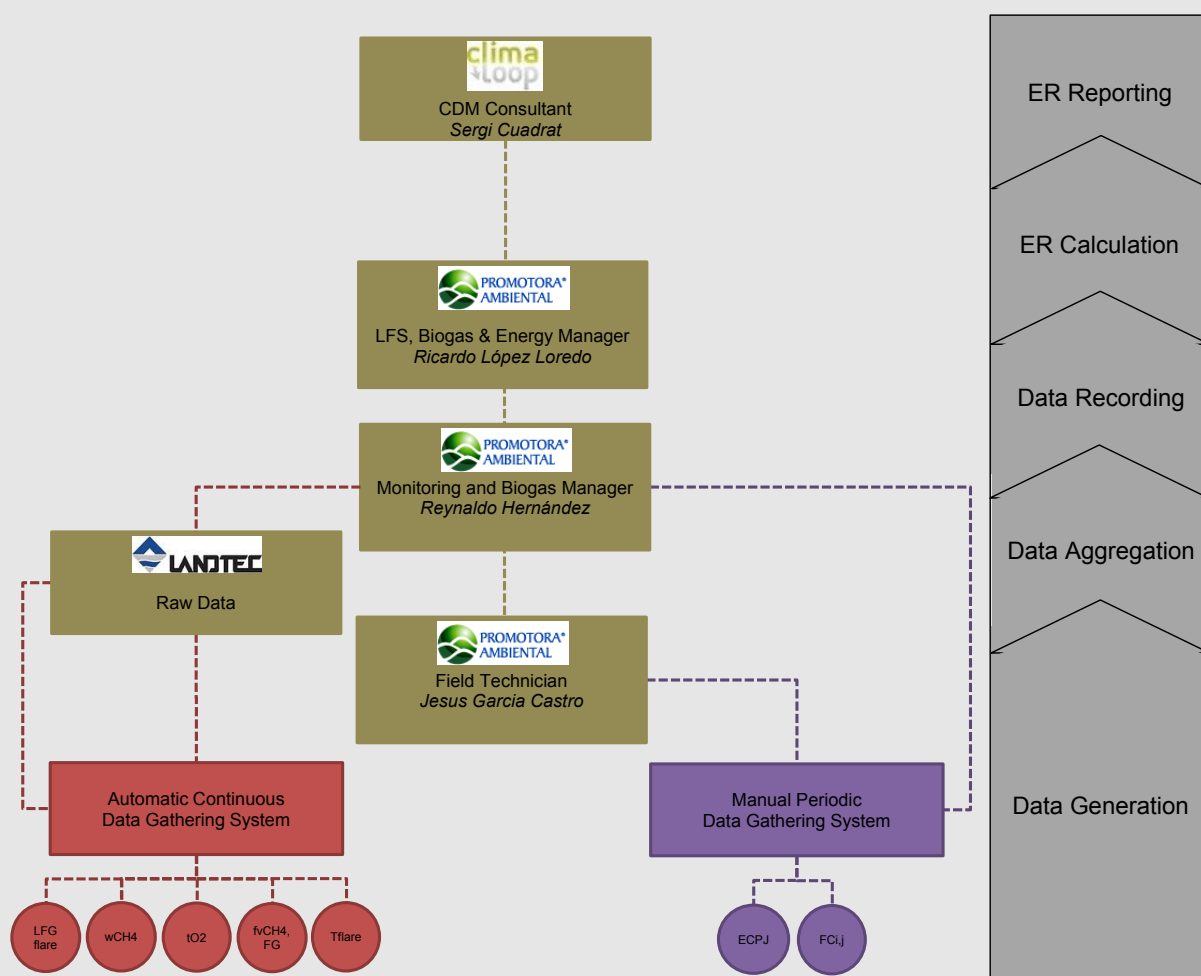 clima
loop
CDM Consultant
Sergi Cuadrat
PROMOTORA*
AMBIENTAL
LFS, Biogas & Energy Manager
Ricardo López Loredo
PROMOTORA*
AMBIENTAL
Monitoring and Biogas Manager
Reynaldo Hernández
LANDTEC
Raw Data
PROMOTORA*
AMBIENTAL
Field Technician
Jesus Garcia Castro
Automatic Continuous
Data Gathering System
Manual Periodic
Data Gathering System
LFG
flare
wCH4
tO2
fvCH4,
FG
Tflare
ECPJ
FCi,j
ER Reporting
ER Calculation
Data Recording
Data Aggregation
Data Generation